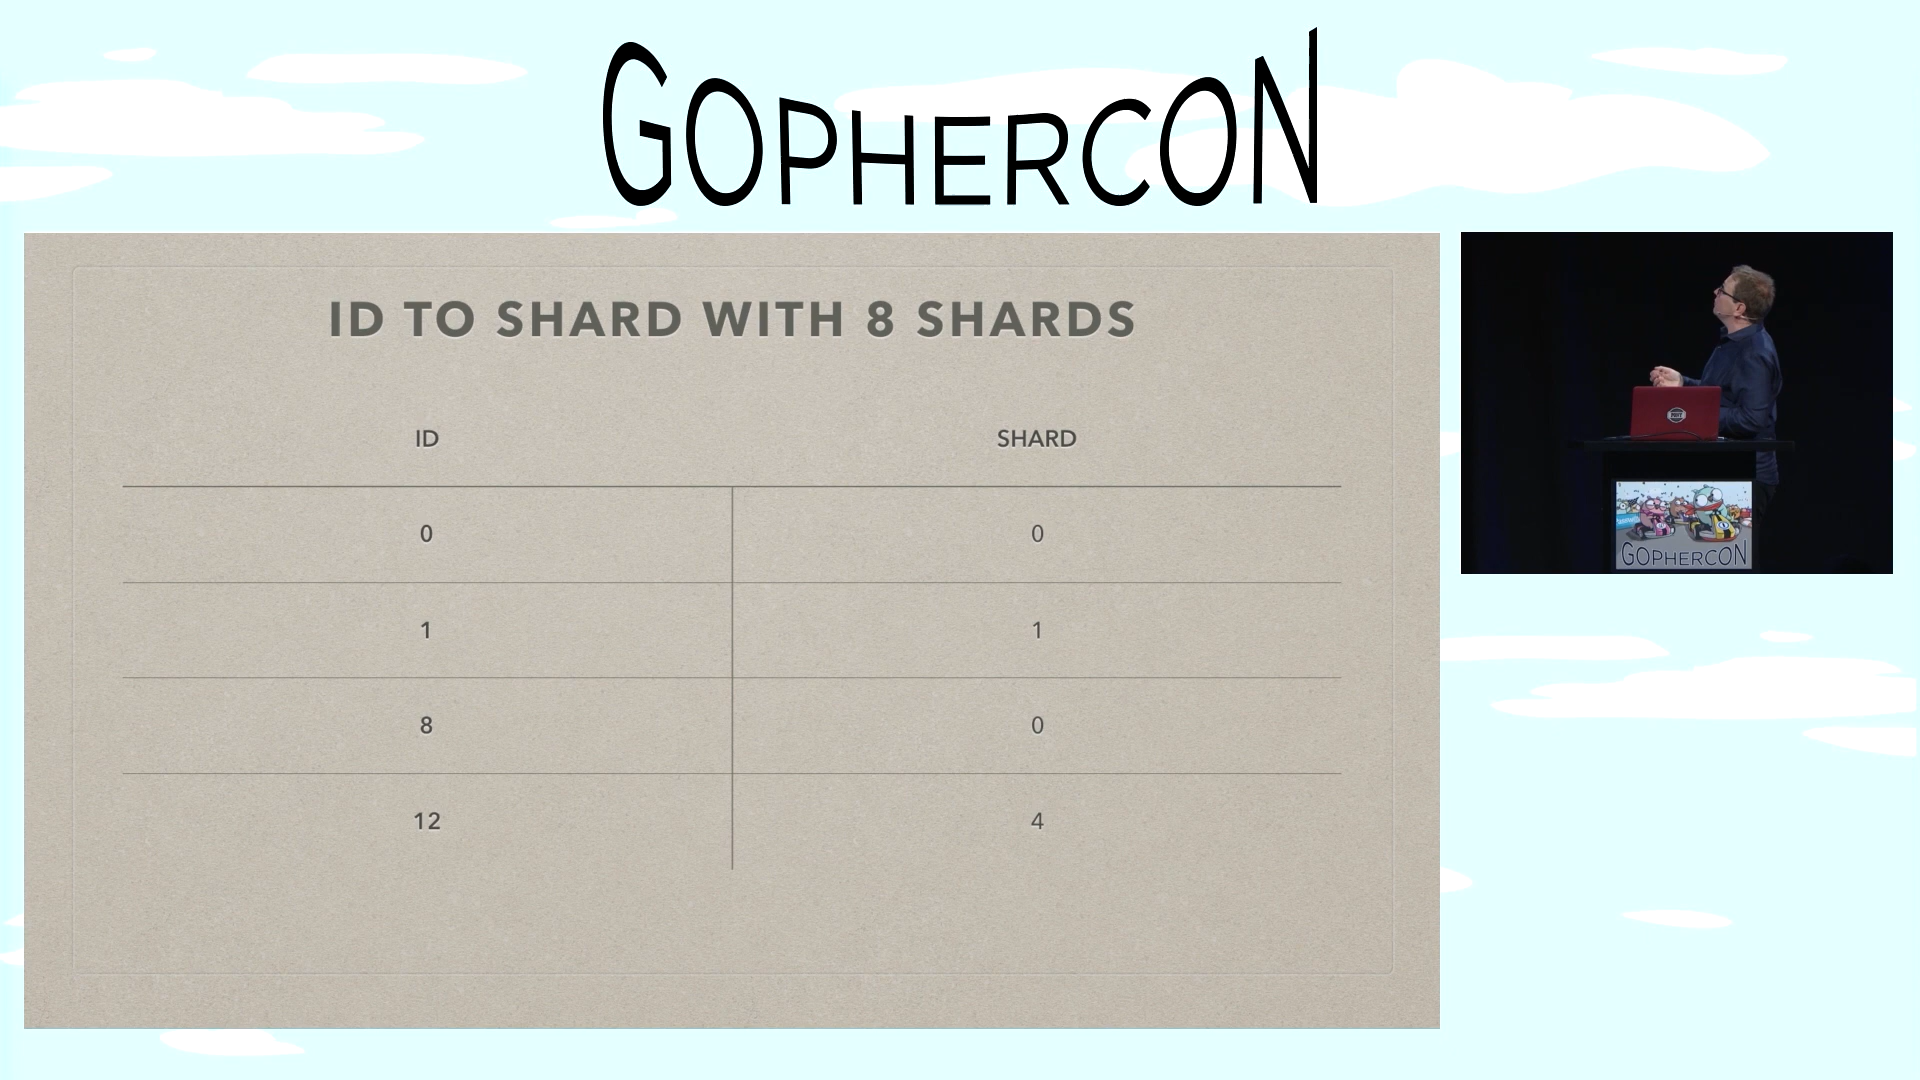 GOPHERCON
ID TO SHARD WITH 8 SHARDS
ID SHARD
0 0
1 1
8 0
12 4
GOPHERCON